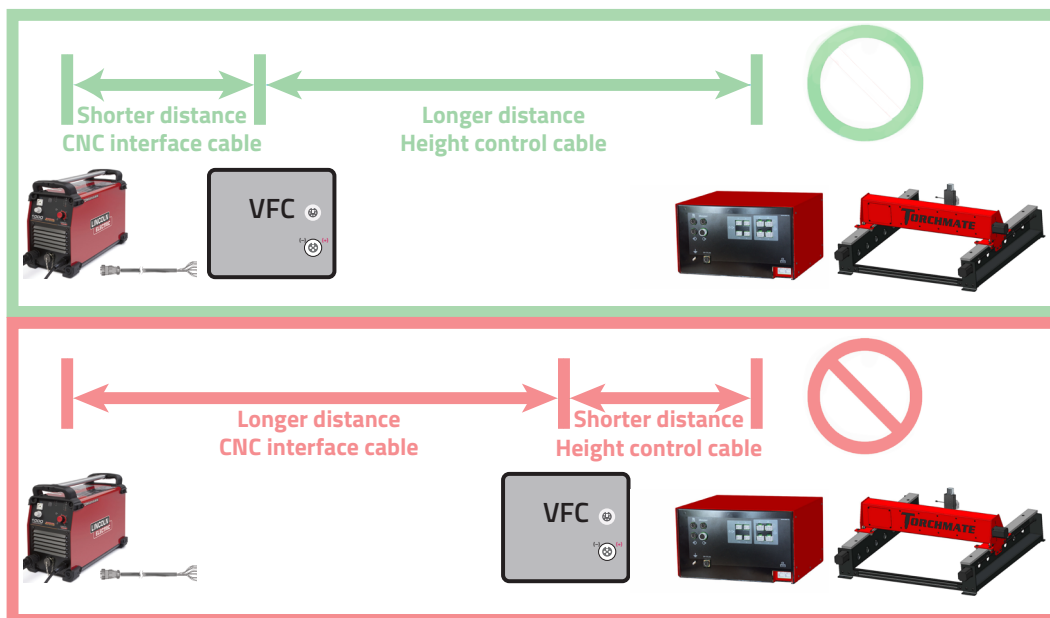 Shorter distance
CNC interface cable
Longer distance
Height control cable
LINCOLN
ELECTRIC
VFC
(-)
(+)
TORCHMATE
Longer distance
CNC interface cable
Shorter distance
Height control cable
LINCOLN
ELECTRIC
VFC
(-)
(+)
TORCHMATE